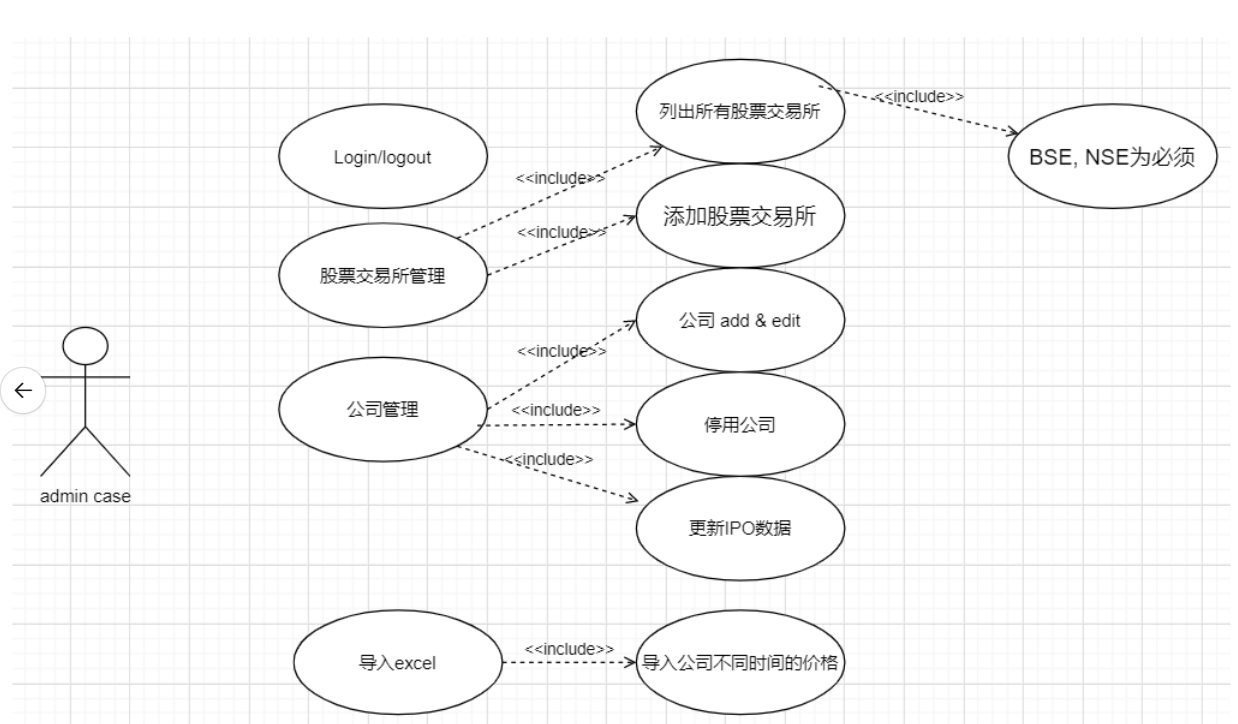 列出所有股票交易所
<<include>>
Login/logout
BSE, NSE为必须
<<include>>
添加股票交易所
<<include>>
股票交易所管理
公司 add & edit
<<include>>
公司管理
<<include>>
停用公司
<<include>>
admin case
更新IPO数据
<<include>>
导入excel
导入公司不同时间的价格